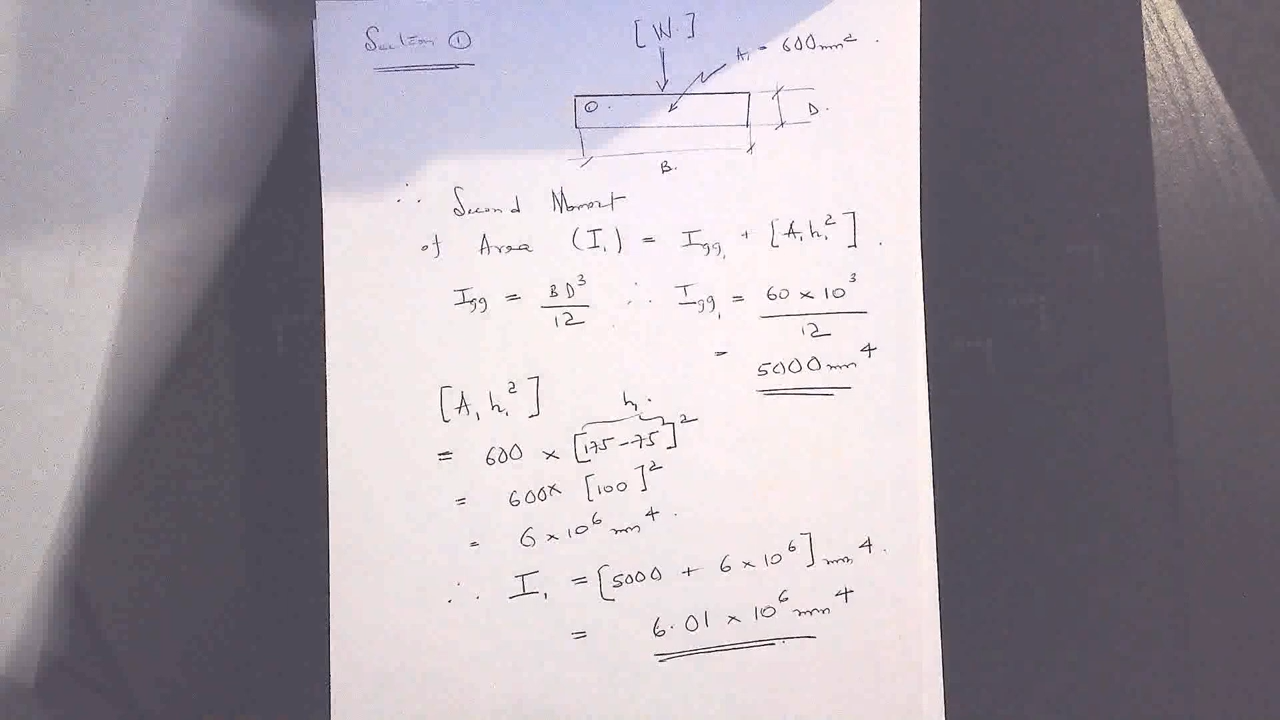 Section ①
[W.]
A₁ = 600mm².
①.
D.
B.
∴ Second Moment
of Area (I₁) = Igg₁ + [A₁h₁²].
Igg = BD³/12 ∴ Igg₁ = 60 × 10³/12
= 5000mm⁴
[A₁h₁²]
h₁.
= 600 × [175-75]²
= 600× [100]²
= 6×10⁶ mm⁴.
∴ I₁ = [5000 + 6×10⁶] mm⁴.
= 6.01 × 10⁶ mm⁴